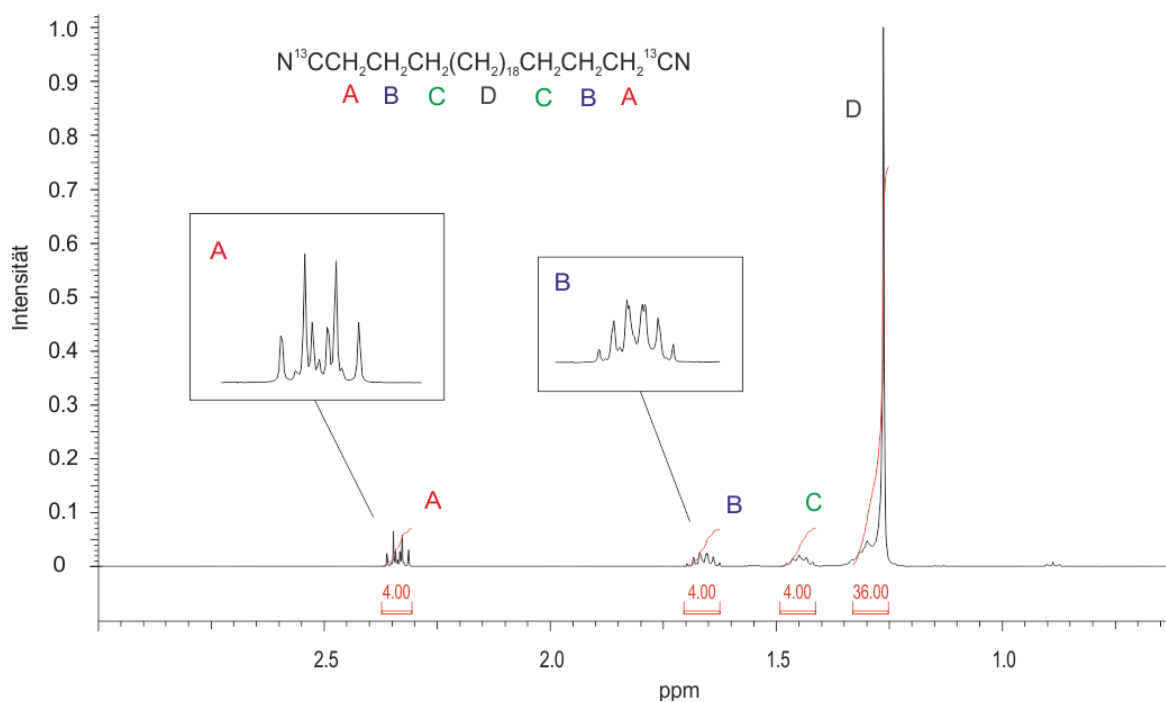 1.0
N¹³CCH₂CH₂CH₂(CH₂)₁₈CH₂CH₂CH₂¹³CN
A B C D C B A
0.9
D
0.8
0.7
0.6
0.5
0.4
0.3
0.2
0.1
0
Intensität
A
B
A
B
C
4.00
4.00
4.00
36.00
2.5
2.0
1.5
1.0
ppm